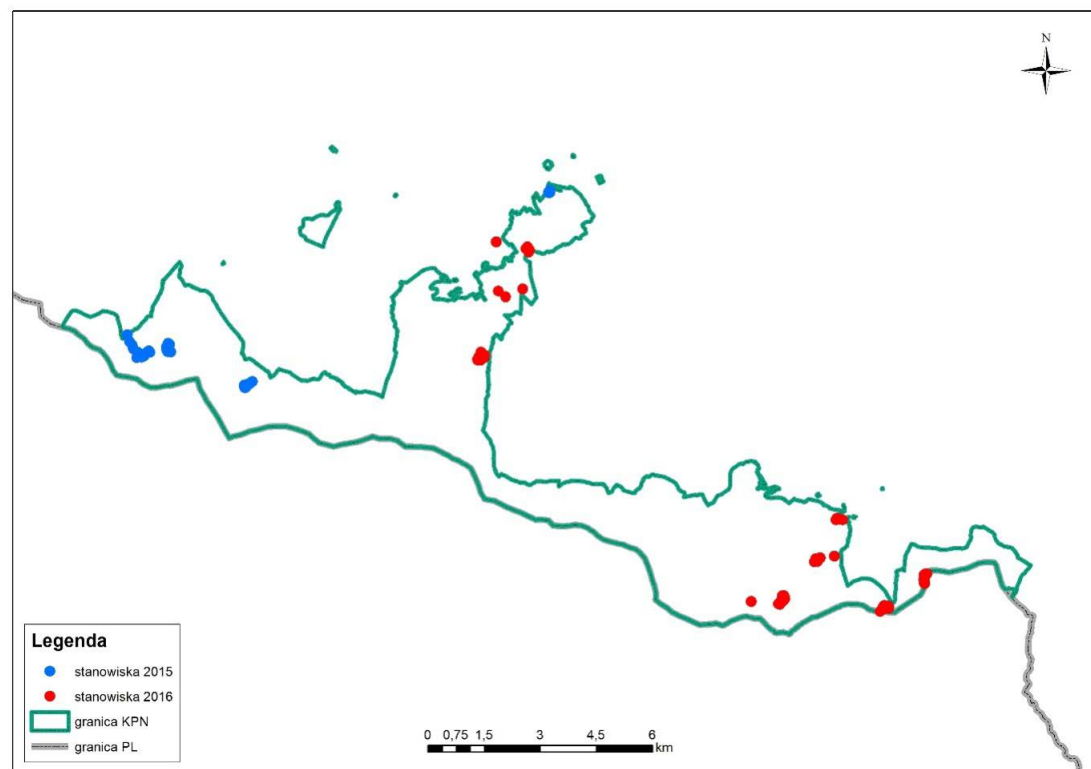 N
Legenda
stanowiska 2015
stanowiska 2016
granica KPN
granica PL
0 0,75 1,5 3 4,5 6
km